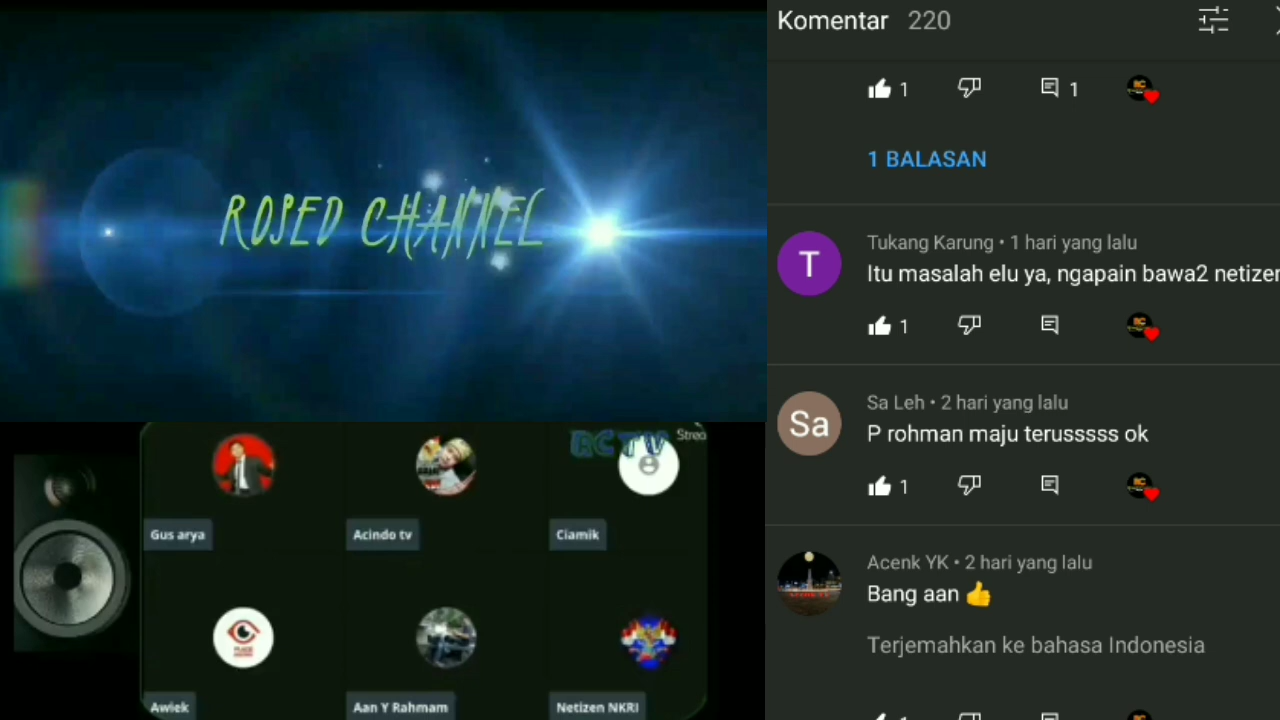 ROSED CHANNEL
RCTV
Gus arya
Acindo tv
Ciamik
Awiek
Aan Y Rahmam
Netizen NKRI
Komentar 220
1
1
1 BALASAN
T
Tukang Karung • 1 hari yang lalu
Itu masalah elu ya, ngapain bawa2 netizen
1
Sa
Sa Leh • 2 hari yang lalu
P rohman maju terusssss ok
1
Acenk YK • 2 hari yang lalu
Bang aan 👍
Terjemahkan ke bahasa Indonesia